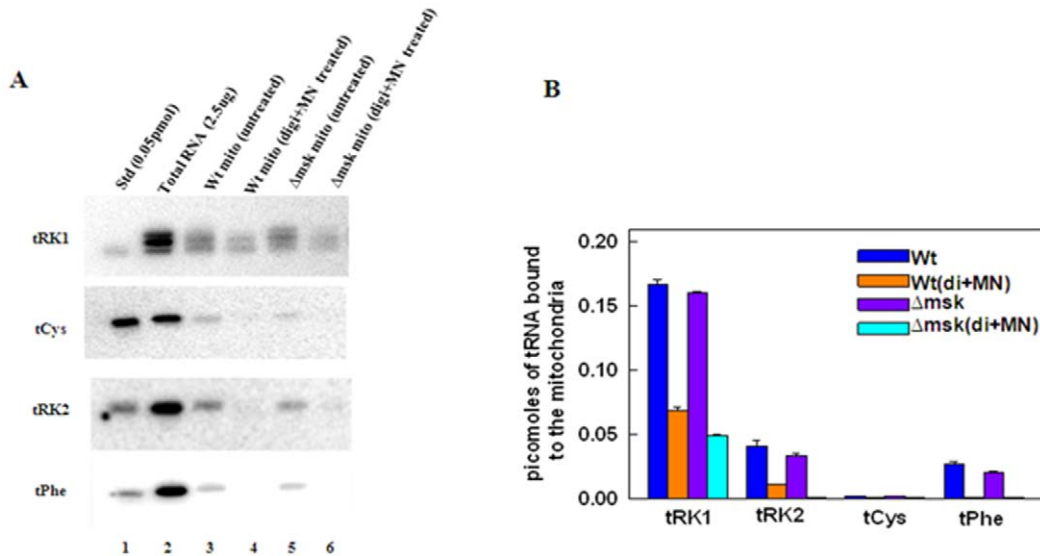 A
Std (0.05pmol)
Total RNA (2.5ug)
Wt mito (untreated)
Wt mito (digi+MN treated)
Δmsk mito (untreated)
Δmsk mito (digi+MN treated)
tRK1
tCys
tRK2
tPhe
1 2 3 4 5 6
B
picomoles of tRNA bound
to the mitochondria
0.20
0.15
0.10
0.05
0.00
Wt
Wt(di+MN)
Δmsk
Δmsk(di+MN)
tRK1 tRK2 tCys tPhe